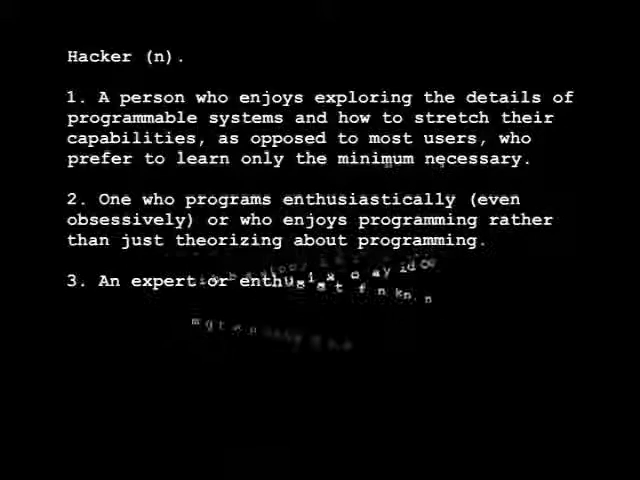 Hacker (n).
1. A person who enjoys exploring the details of
programmable systems and how to stretch their
capabilities, as opposed to most users, who
prefer to learn only the minimum necessary.
2. One who programs enthusiastically (even
obsessively) or who enjoys programming rather
than just theorizing about programming.
3. An expert or enthusiast